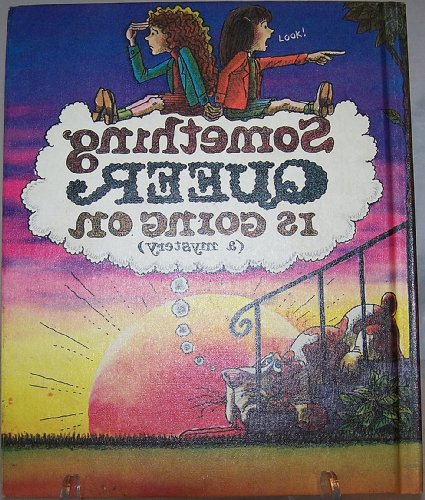 LOOK!
Something
QUEER
IS GOING ON
(a mystery)